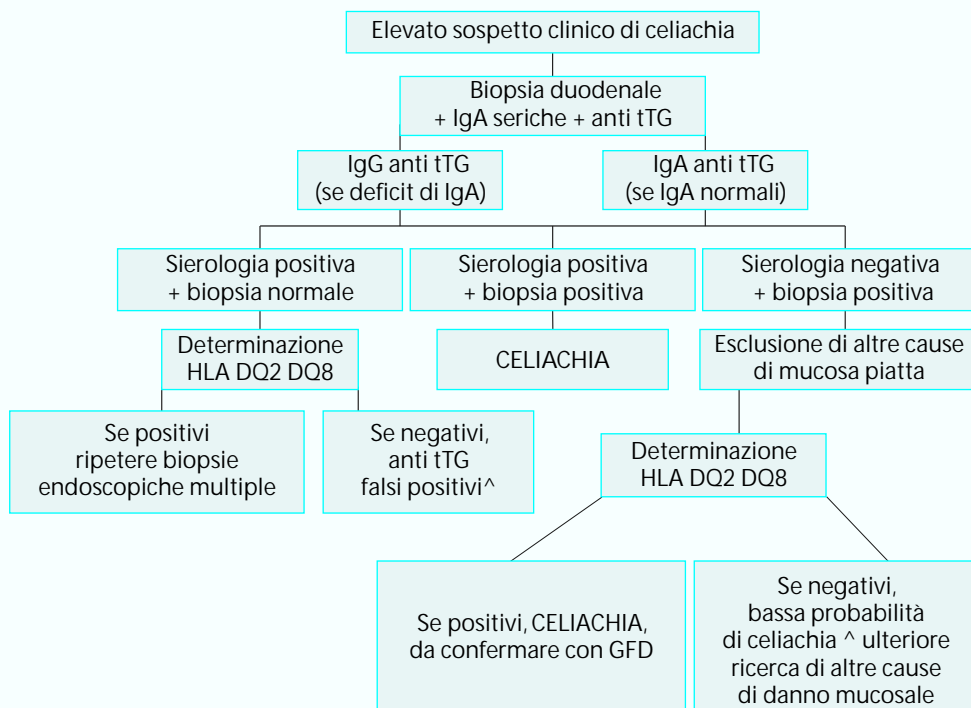 Elevato sospetto clinico di celiachia
Biopsia duodenale
+ IgA seriche + anti tTG
IgG anti tTG
(se deficit di IgA)
IgA anti tTG
(se IgA normali)
Sierologia positiva
+ biopsia normale
Sierologia positiva
+ biopsia positiva
Sierologia negativa
+ biopsia positiva
Determinazione
HLA DQ2 DQ8
CELIACHIA
Esclusione di altre cause
di mucosa piatta
Se positivi
ripetere biopsie
endoscopiche multiple
Se negativi,
anti tTG
falsi positivi^
Determinazione
HLA DQ2 DQ8
Se positivi, CELIACHIA,
da confermare con GFD
Se negativi,
bassa probabilità
di celiachia ^ ulteriore
ricerca di altre cause
di danno mucosale